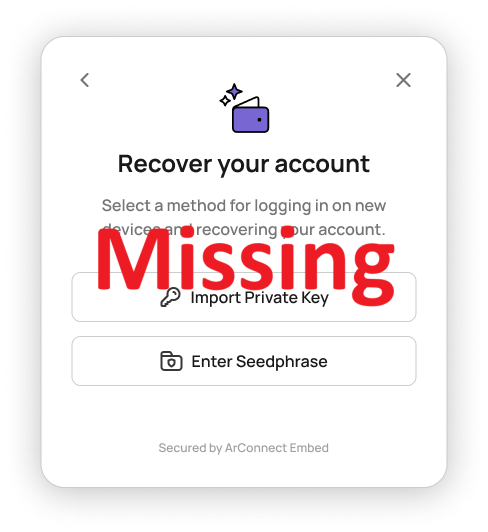 Recover your account
Select a method for logging in on new
devices and recovering your account.
Missing
Import Private Key
Enter Seedphrase
Secured by ArConnect Embed